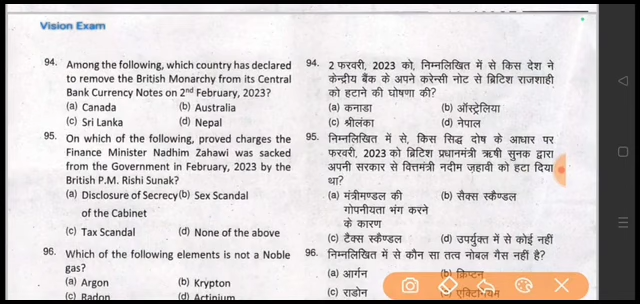 Vision Exam
94. Among the following, which country has declared
to remove the British Monarchy from its Central
Bank Currency Notes on 2nd February, 2023?
(a) Canada (b) Australia
(c) Sri Lanka (d) Nepal
95. On which of the following, proved charges the
Finance Minister Nadhim Zahawi was sacked
from the Government in February, 2023 by the
British P.M. Rishi Sunak?
(a) Disclosure of Secrecy (b) Sex Scandal
of the Cabinet
(c) Tax Scandal (d) None of the above
96. Which of the following elements is not a Noble
gas?
(a) Argon (b) Krypton
(c) Radon (d) Actinium
94. 2 फरवरी, 2023 को, निम्नलिखित में से किस देश ने
केन्द्रीय बैंक के अपने करेन्सी नोट से ब्रिटिश राजशाही
को हटाने की घोषणा की?
(a) कनाडा (b) ऑस्ट्रेलिया
(c) श्रीलंका (d) नेपाल
95. निम्नलिखित में से, किस सिद्ध दोष के आधार पर
फरवरी, 2023 को ब्रिटिश प्रधानमंत्री ऋषी सुनक द्वारा
अपनी सरकार से वित्तमंत्री नदीम ज़हावी को हटा दिया
था?
(a) मंत्रीमण्डल की (b) सैक्स स्कैण्डल
गोपनीयता भंग करने
के कारण
(c) टैक्स स्कैण्डल (d) उपर्युक्त में से कोई नहीं
96. निम्नलिखित में से कौन सा तत्व नोबल गैस नहीं है?
(a) आर्गन (b) क्रिप्टन
(c) राडोन एक्टिनियम